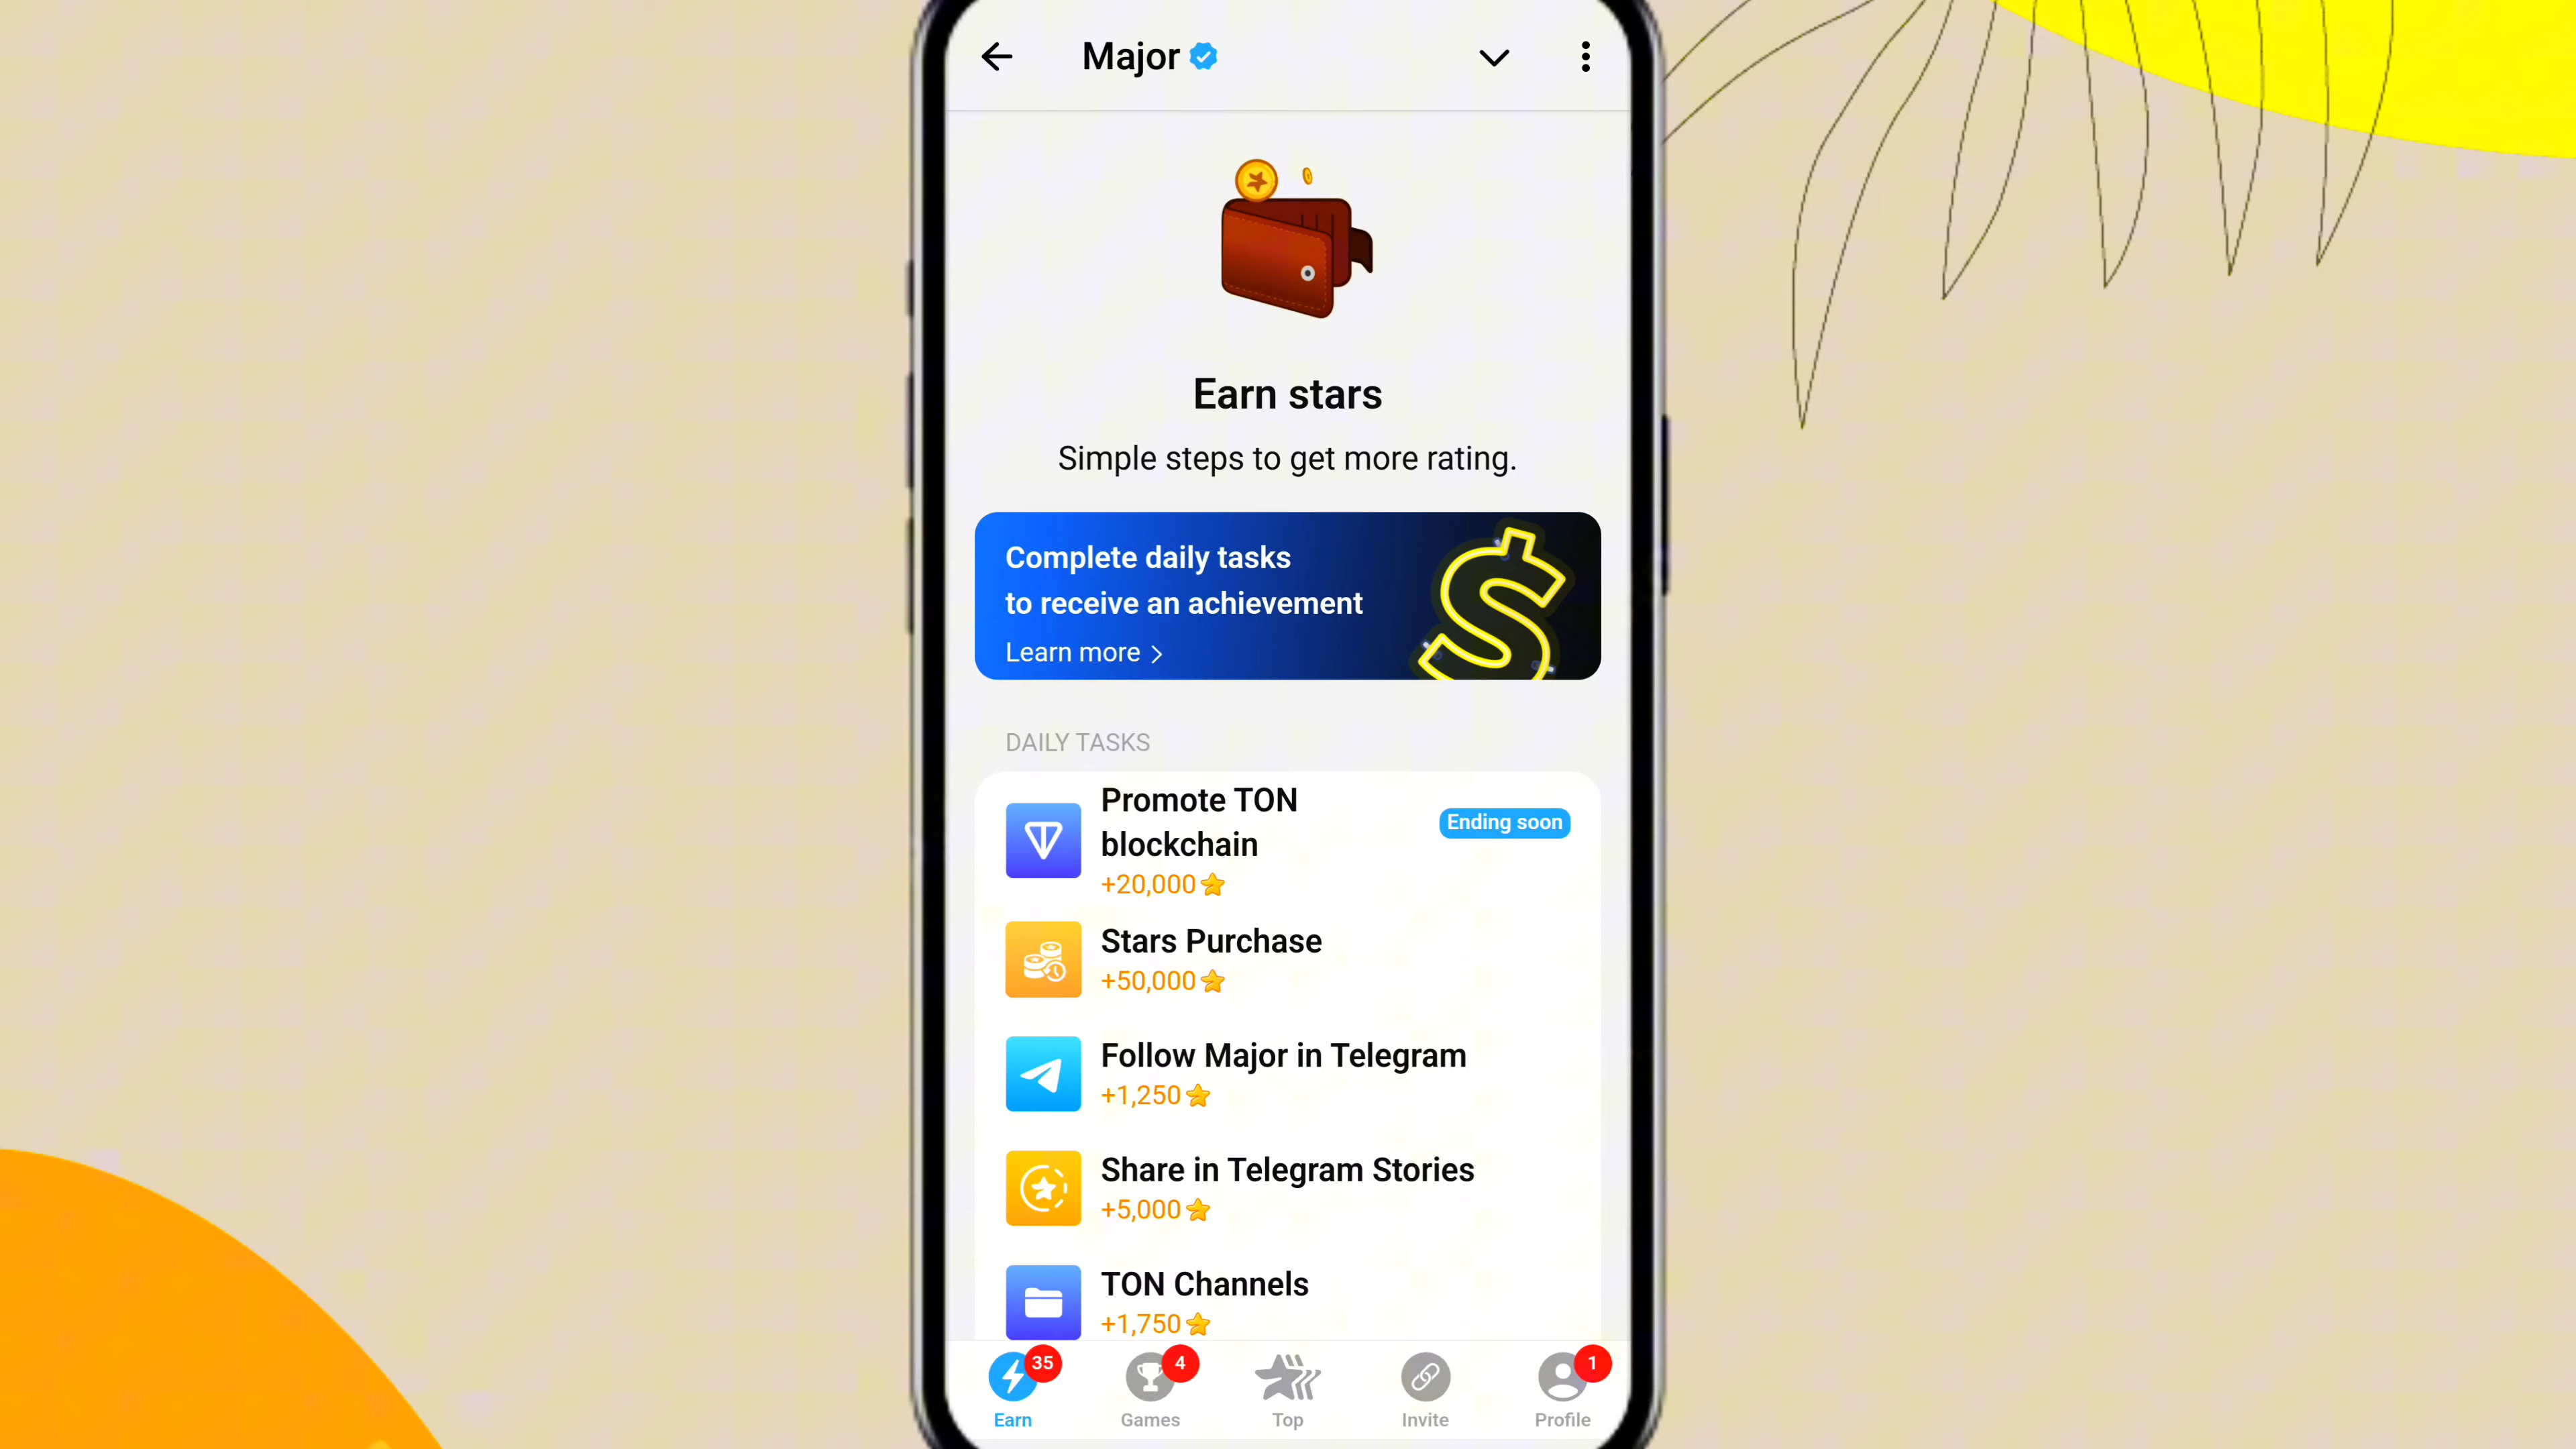 Major
Earn stars
Simple steps to get more rating.
Complete daily tasks
to receive an achievement
Learn more >
DAILY TASKS
Promote TON
blockchain
Ending soon
+20,000
Stars Purchase
+50,000
Follow Major in Telegram
+1,250
Share in Telegram Stories
+5,000
TON Channels
+1,750
35
4
1
Earn
Games
Top
Invite
Profile